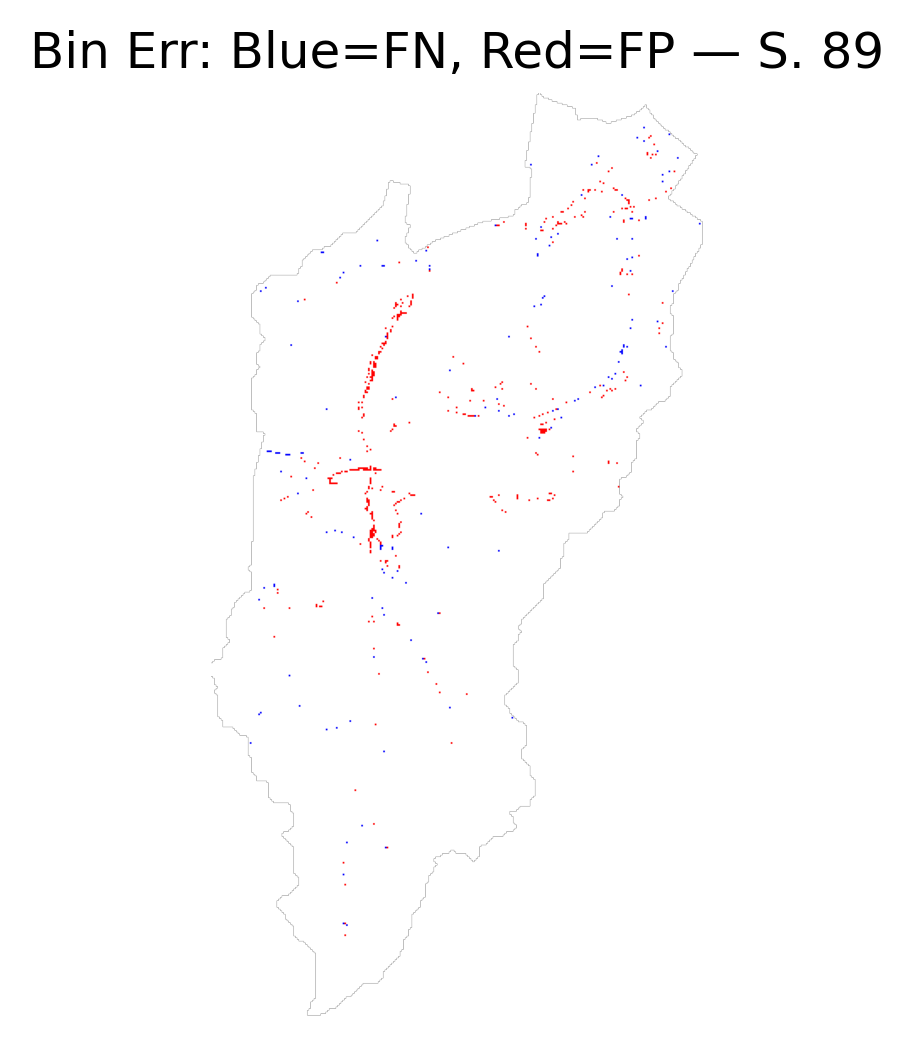 Bin Err: Blue=FN, Red=FP — S. 89